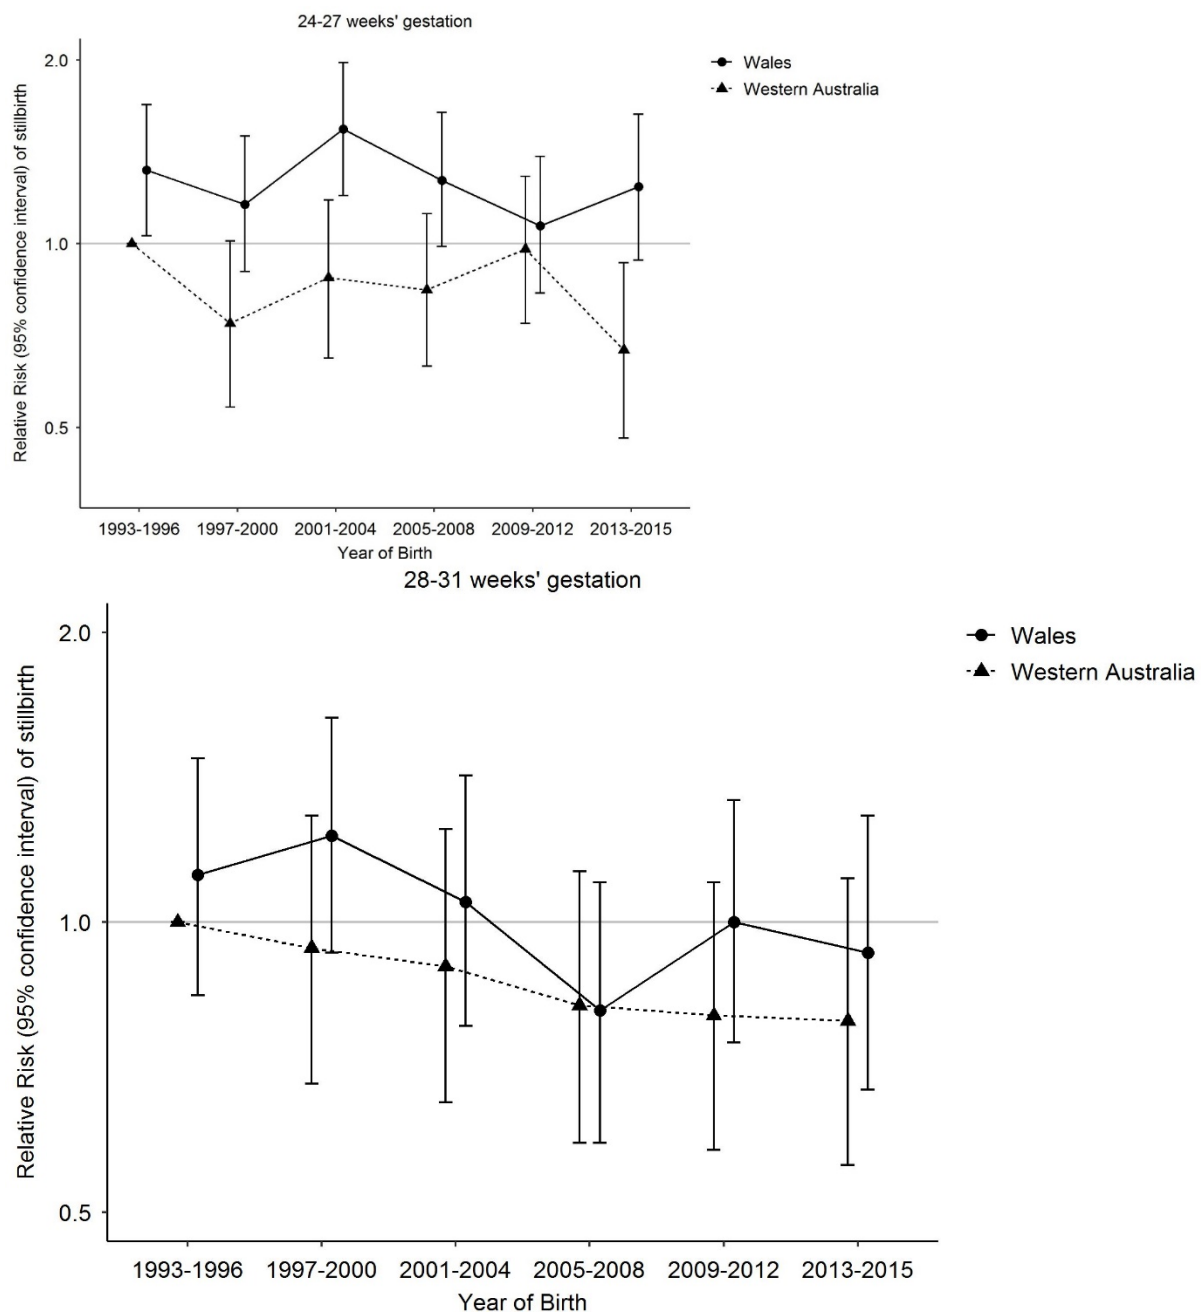 24-27 weeks' gestation
Relative Risk (95% confidence interval) of stillbirth
2.0
1.0
0.5
Wales
Western Australia
1993-1996 1997-2000 2001-2004 2005-2008 2009-2012 2013-2015
Year of Birth
28-31 weeks' gestation
Relative Risk (95% confidence interval) of stillbirth
2.0
1.0
0.5
Wales
Western Australia
1993-1996 1997-2000 2001-2004 2005-2008 2009-2012 2013-2015
Year of Birth